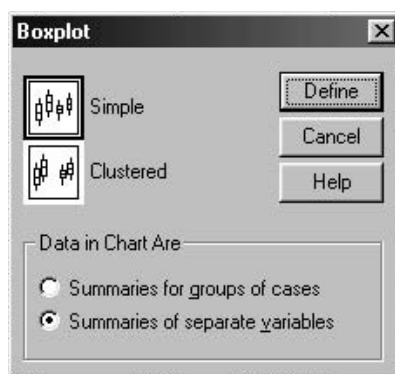 Boxplot
Simple
Clustered
Define
Cancel
Help
Data in Chart Are
Summaries for groups of cases
Summaries of separate variables